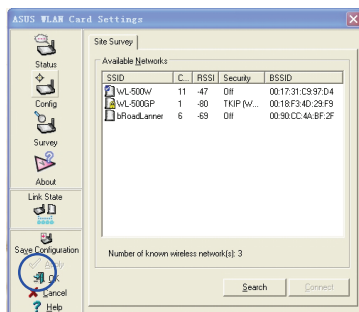 ASUS WLAN Card Settings
Status
Config
Survey
About
Link State
Save Configuration
Apply
OK
Cancel
Help
Site Survey
Available Networks
SSID C... RSSI Security BSSID
WL-500W 11 -47 Off 00:17:31:C9:97:D4
WL-500GP 1 -80 TKIP (W... 00:18:F3:4D:29:F9
bRoadLanner 6 -69 Off 00:90:CC:4A:BF:2F
Number of known wireless network(s): 3
Search Connect